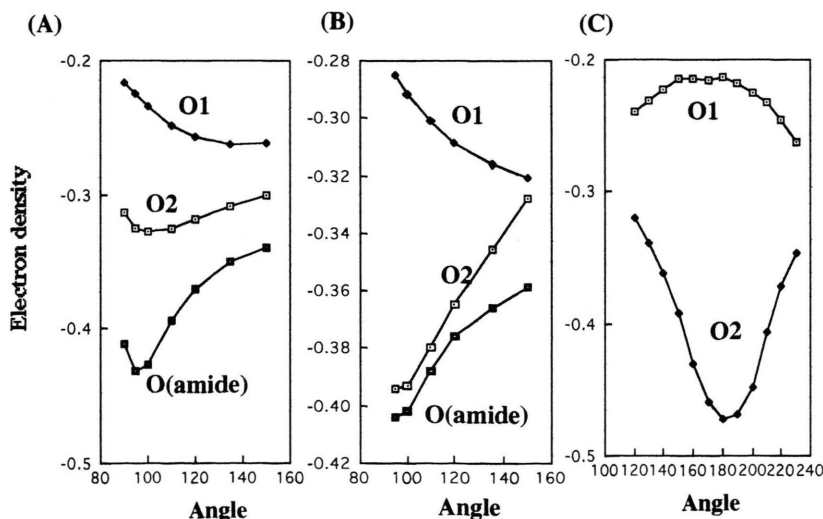 (A)
-0.2
-0.3
-0.4
-0.5
80 100 120 140 160
Angle
Electron density
O1
O2
O(amide)
(B)
-0.28
-0.30
-0.32
-0.34
-0.36
-0.38
-0.40
-0.42
80 100 120 140 160
Angle
O1
O2
O(amide)
(C)
-0.2
-0.3
-0.4
-0.5
100 120 140 160 180 200 220 240
Angle
O1
O2